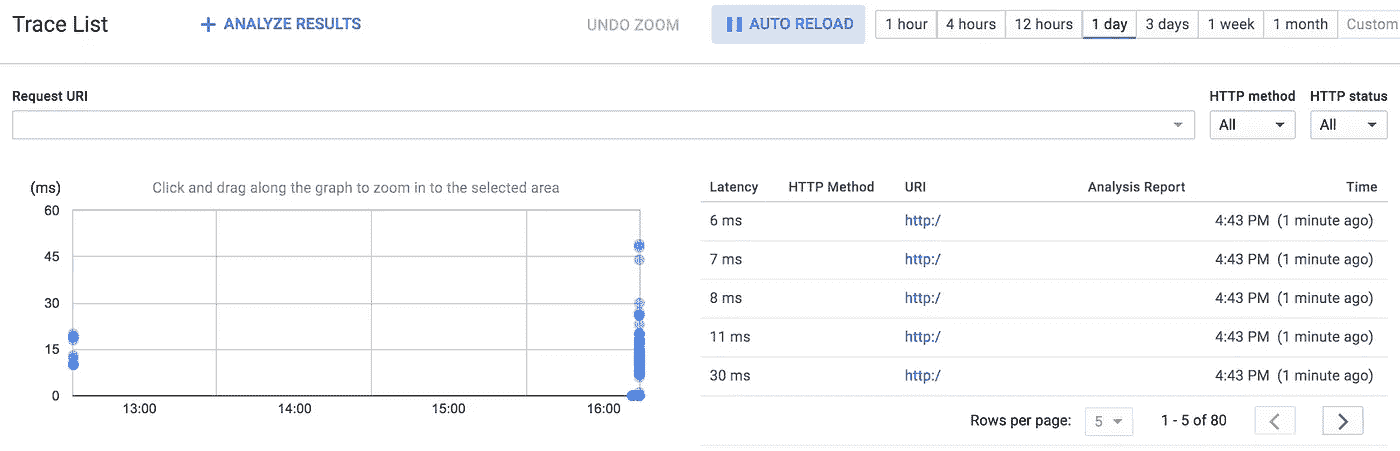 Trace List + ANALYZE RESULTS UNDO ZOOM AUTO RELOAD 1 hour 4 hours 12 hours 1 day 3 days 1 week 1 month Custom
Request URI HTTP method HTTP status
All All
(ms) Click and drag along the graph to zoom in to the selected area
60
45
30
15
0
13:00 14:00 15:00 16:00
Latency HTTP Method URI Analysis Report Time
6 ms http:/ 4:43 PM (1 minute ago)
7 ms http:/ 4:43 PM (1 minute ago)
8 ms http:/ 4:43 PM (1 minute ago)
11 ms http:/ 4:43 PM (1 minute ago)
30 ms http:/ 4:43 PM (1 minute ago)
Rows per page: 5 1 - 5 of 80